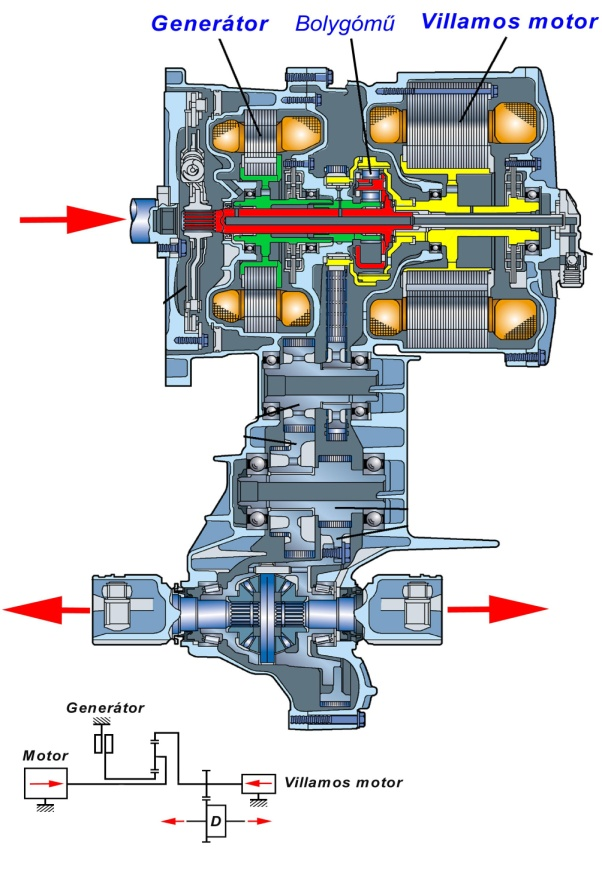 Generátor
Bolygómű
Villamos motor
Generátor
Motor
Villamos motor
D